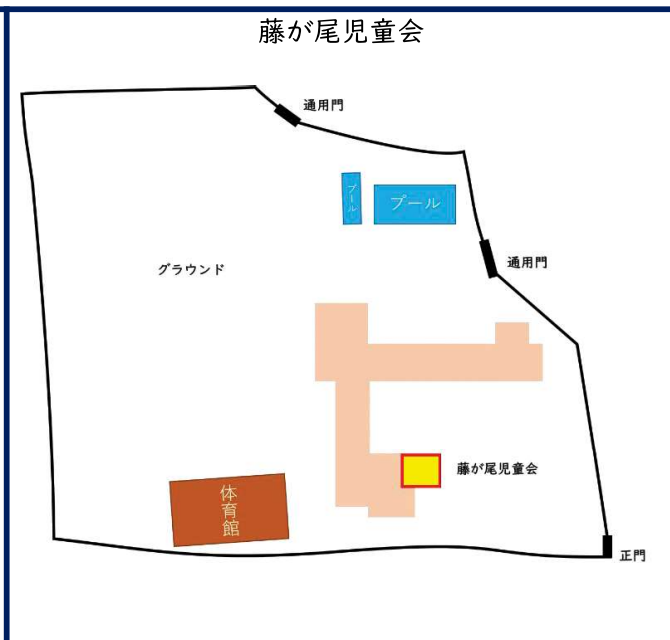 藤が尾児童会
通用門
プール
プール
通用門
グラウンド
藤が尾児童会
体育館
正門